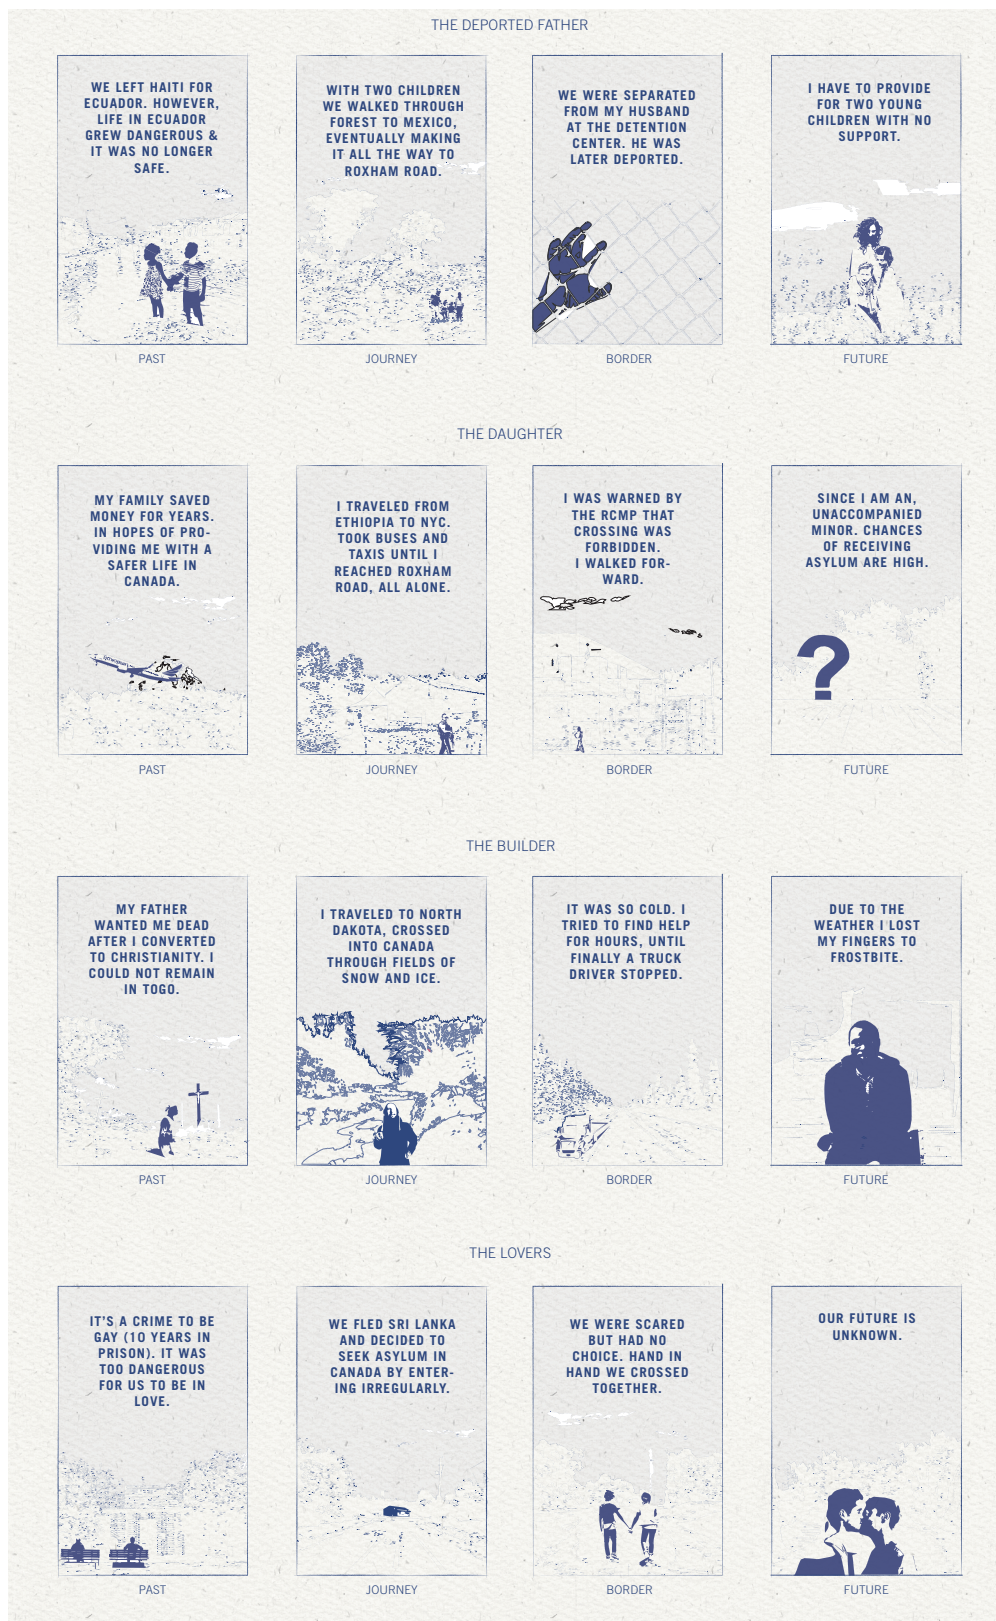 THE DEPORTED FATHER
WE LEFT HAITI FOR
ECUADOR. HOWEVER,
LIFE IN ECUADOR
GREW DANGEROUS &
IT WAS NO LONGER
SAFE.
WITH TWO CHILDREN
WE WALKED THROUGH
FOREST TO MEXICO,
EVENTUALLY MAKING
IT ALL THE WAY TO
ROXHAM ROAD.
WE WERE SEPARATED
FROM MY HUSBAND
AT THE DETENTION
CENTER. HE WAS
LATER DEPORTED.
I HAVE TO PROVIDE
FOR TWO YOUNG
CHILDREN WITH NO
SUPPORT.
PAST
JOURNEY
BORDER
FUTURE
THE DAUGHTER
MY FAMILY SAVED
MONEY FOR YEARS.
IN HOPES OF PRO-
VIDING ME WITH A
SAFER LIFE IN
CANADA.
I TRAVELED FROM
ETHIOPIA TO NYC.
TOOK BUSES AND
TAXIS UNTIL I
REACHED ROXHAM
ROAD, ALL ALONE.
I WAS WARNED BY
THE RCMP THAT
CROSSING WAS
FORBIDDEN.
I WALKED FOR-
WARD.
SINCE I AM AN,
UNACCOMPANIED
MINOR. CHANCES
OF RECEIVING
ASYLUM ARE HIGH.
?
PAST
JOURNEY
BORDER
FUTURE
THE BUILDER
MY FATHER
WANTED ME DEAD
AFTER I CONVERTED
TO CHRISTIANITY. I
COULD NOT REMAIN
IN TOGO.
I TRAVELED TO NORTH
DAKOTA, CROSSED
INTO CANADA
THROUGH FIELDS OF
SNOW AND ICE.
IT WAS SO COLD. I
TRIED TO FIND HELP
FOR HOURS, UNTIL
FINALLY A TRUCK
DRIVER STOPPED.
DUE TO THE
WEATHER I LOST
MY FINGERS TO
FROSTBITE.
PAST
JOURNEY
BORDER
FUTURE
THE LOVERS
IT'S A CRIME TO BE
GAY (10 YEARS IN
PRISON). IT WAS
TOO DANGEROUS
FOR US TO BE IN
LOVE.
WE FLED SRI LANKA
AND DECIDED TO
SEEK ASYLUM IN
CANADA BY ENTER-
ING IRREGULARLY.
WE WERE SCARED
BUT HAD NO
CHOICE. HAND IN
HAND WE CROSSED
TOGETHER.
OUR FUTURE IS
UNKNOWN.
PAST
JOURNEY
BORDER
FUTURE